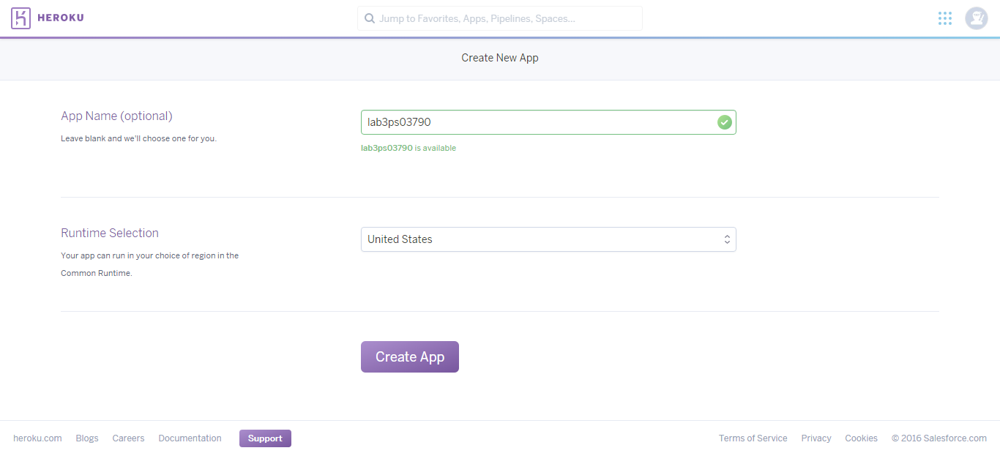 HEROKU
Jump to Favorites, Apps, Pipelines, Spaces...
Create New App
App Name (optional)
Leave blank and we'll choose one for you.
lab3ps03790
lab3ps03790 is available
Runtime Selection
Your app can run in your choice of region in the
Common Runtime.
United States
Create App
heroku.com Blogs Careers Documentation Support Terms of Service Privacy Cookies © 2016 Salesforce.com